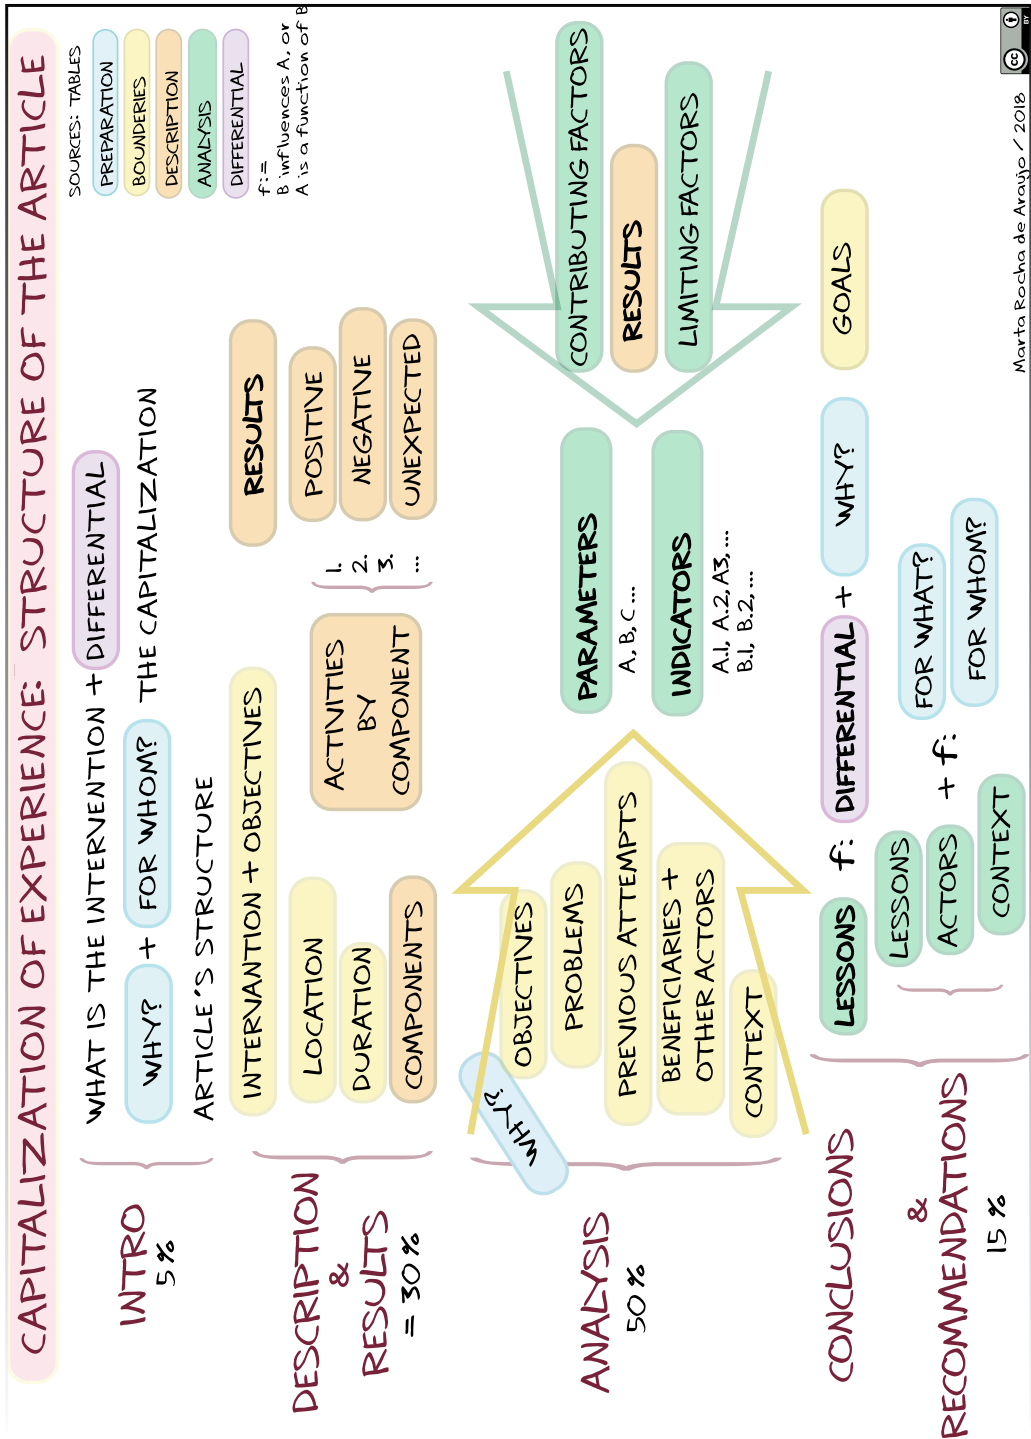 CAPITALIZATION OF EXPERIENCE: STRUCTURE OF THE ARTICLE
SOURCES: TABLES
PREPARATION
BOUNDERIES
DESCRIPTION
ANALYSIS
DIFFERENTIAL
f:=
B influences A, or
A is a function of B
INTRO
5%
WHAT IS THE INTERVENTION + DIFFERENTIAL
WHY? + FOR WHOM? THE CAPITALIZATION
ARTICLE'S STRUCTURE
DESCRIPTION
&
RESULTS
= 30%
INTERVANTION + OBJECTIVES
LOCATION
DURATION
COMPONENTS
ACTIVITIES
BY
COMPONENT
1.
2.
3.
...
RESULTS
POSITIVE
NEGATIVE
UNEXPECTED
ANALYSIS
50%
WHY?
OBJECTIVES
PROBLEMS
PREVIOUS ATTEMPTS
BENEFICIARIES +
OTHER ACTORS
CONTEXT
PARAMETERS
A, B, C ...
INDICATORS
A.1, A.2, A3, ...
B.1, B.2, ...
CONTRIBUTING FACTORS
RESULTS
LIMITING FACTORS
CONCLUSIONS
&
RECOMMENDATIONS
15%
LESSONS f: DIFFERENTIAL + WHY? GOALS
LESSONS
ACTORS
CONTEXT
+ f:
FOR WHAT?
FOR WHOM?
Marta Rocha de Araujo / 2018
cc
BY